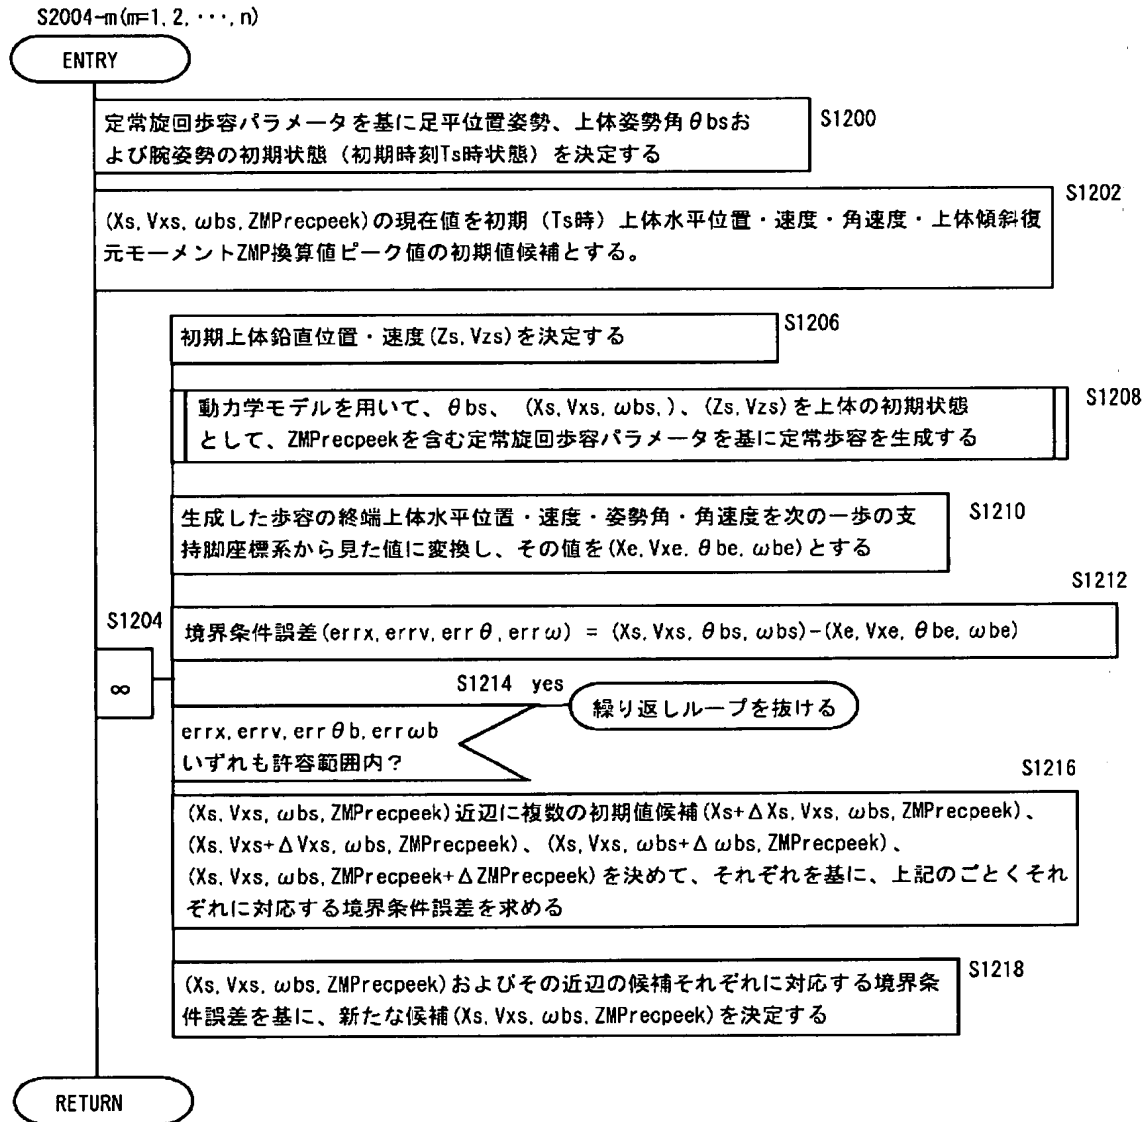 S2004-m(m=1, 2, ···, n)
ENTRY
定常旋回歩容パラメータを基に足平位置姿勢、上体姿勢角θbsお
よび腕姿勢の初期状態（初期時刻Ts時状態）を決定する
S1200
S1202
(Xs, Vxs, ωbs, ZMPrecpeek)の現在値を初期（Ts時）上体水平位置・速度・角速度・上体傾斜復
元モーメントZMP換算値ピーク値の初期値候補とする。
S1206
初期上体鉛直位置・速度(Zs, Vzs)を決定する
S1208
動力学モデルを用いて、θbs、 (Xs, Vxs, ωbs,)、(Zs, Vzs)を上体の初期状態
として、ZMPrecpeekを含む定常旋回歩容パラメータを基に定常歩容を生成する
S1210
生成した歩容の終端上体水平位置・速度・姿勢角・角速度を次の一歩の支
持脚座標系から見た値に変換し、その値を(Xe, Vxe, θbe, ωbe)とする
S1212
S1204
境界条件誤差(errx, errv, errθ, errω) = (Xs, Vxs, θbs, ωbs)-(Xe, Vxe, θbe, ωbe)
∞
S1214 yes
繰り返しループを抜ける
errx, errv, errθb, errωb
いずれも許容範囲内？
S1216
(Xs, Vxs, ωbs, ZMPrecpeek)近辺に複数の初期値候補(Xs+ΔXs, Vxs, ωbs, ZMPrecpeek)、
(Xs, Vxs+ΔVxs, ωbs, ZMPrecpeek)、(Xs, Vxs, ωbs+Δωbs, ZMPrecpeek)、
(Xs, Vxs, ωbs, ZMPrecpeek+ΔZMPrecpeek)を決めて、それぞれを基に、上記のごとくそれ
ぞれに対応する境界条件誤差を求める
S1218
(Xs, Vxs, ωbs, ZMPrecpeek)およびその近辺の候補それぞれに対応する境界条
件誤差を基に、新たな候補(Xs, Vxs, ωbs, ZMPrecpeek)を決定する
RETURN